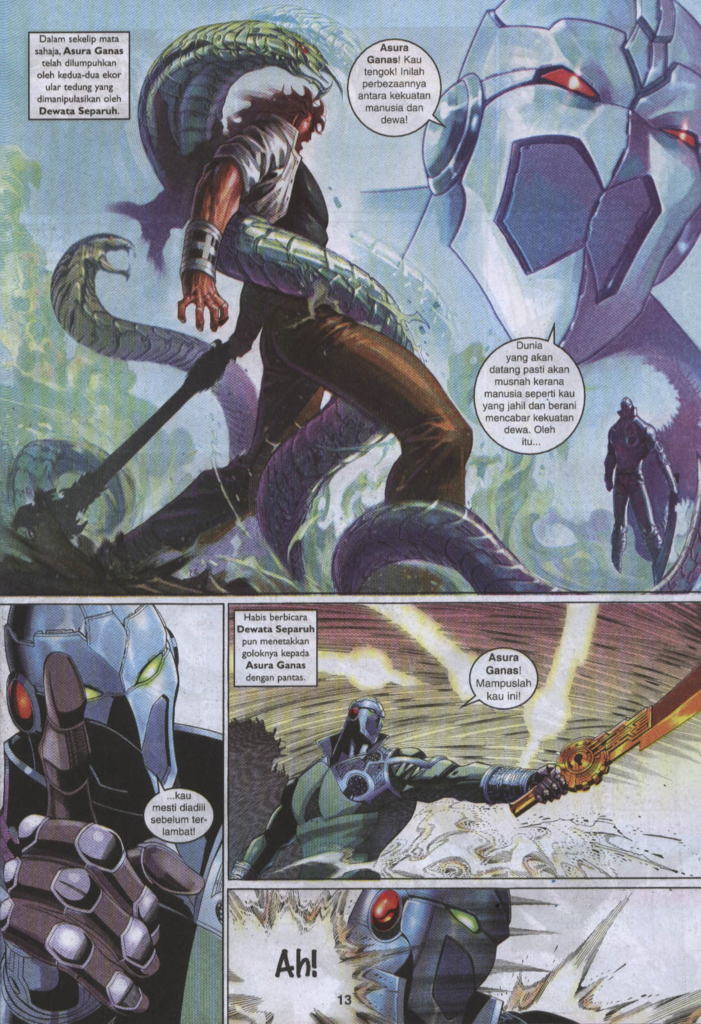 Dalam sekelip mata
sahaja, Asura Ganas
telah dilumpuhkan
oleh kedua-dua ekor
ular tedung yang
dimanipulasikan oleh
Dewata Separuh.
Asura
Ganas! Kau
tengok! Inilah
perbezaannya
antara kekuatan
manusia dan
dewa!
Dunia
yang akan
datang pasti akan
musnah kerana
manusia seperti kau
yang jahil dan berani
mencabar kekuatan
dewa. Oleh
itu...
...kau
mesti diadili
sebelum ter-
lambat!
Habis berbicara
Dewata Separuh
pun menetakkan
goloknya kepada
Asura Ganas
dengan pantas.
Asura
Ganas!
Mampuslah
kau ini!
Ah!
13